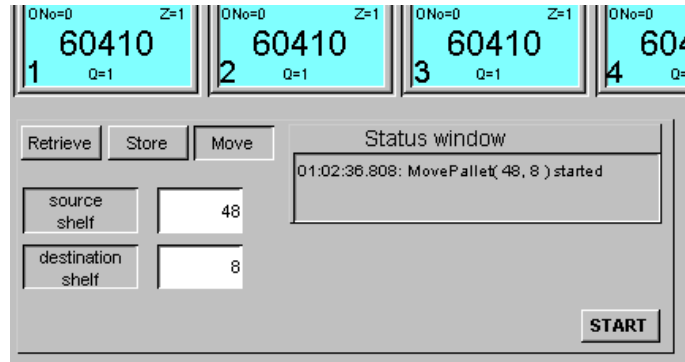 ONo=0 Z=1 ONo=0 Z=1 ONo=0 Z=1 ONo=0
60410 60410 60410 604
1 Q=1 2 Q=1 3 Q=1 4 Q=
Retrieve Store Move Status window
01:02:36.808: MovePallet( 48, 8 ) started
source
shelf
48
destination
shelf
8
START